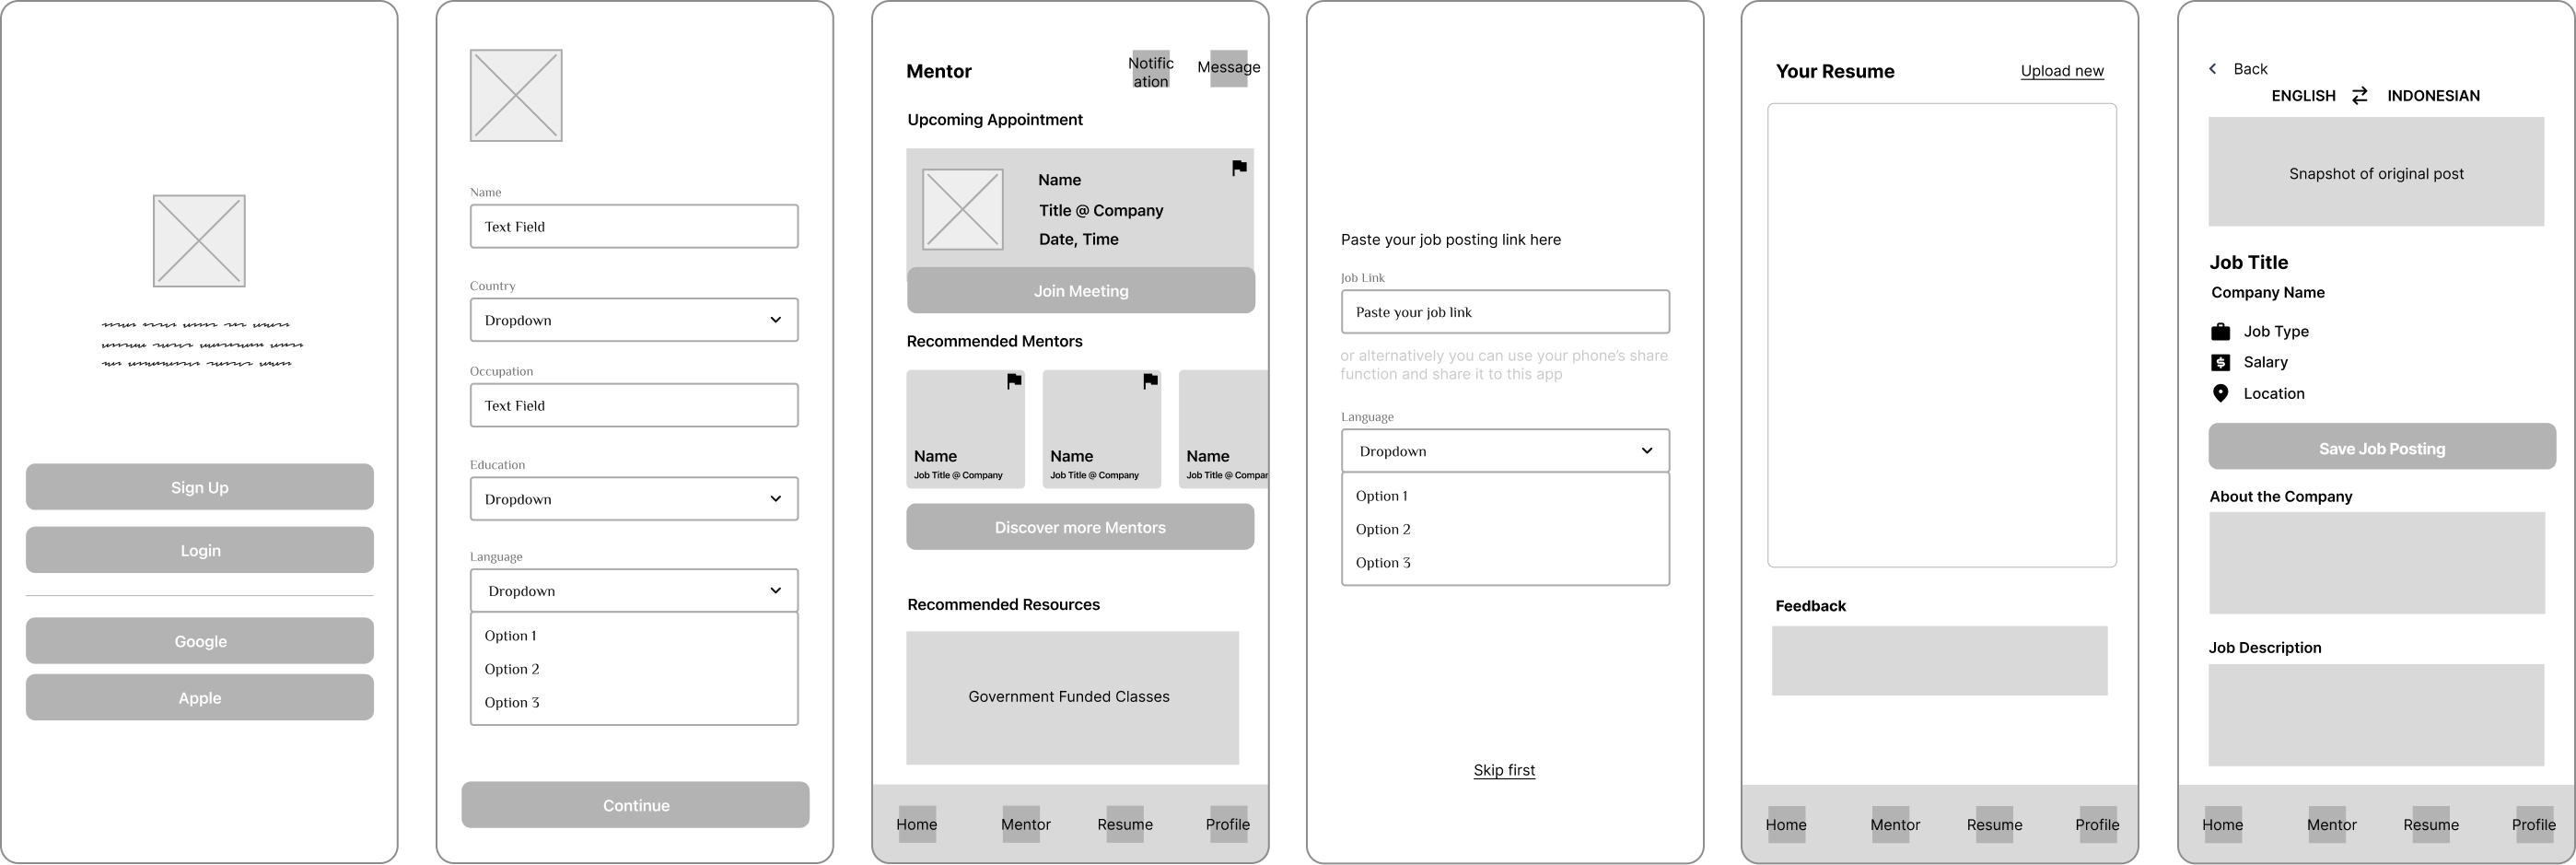 Sign Up
Login
Google
Apple
Name
Text Field
Country
Dropdown
Occupation
Text Field
Education
Dropdown
Language
Dropdown
Option 1
Option 2
Option 3
Continue
Mentor
Notific
ation
Message
Upcoming Appointment
Name
Title @ Company
Date, Time
Join Meeting
Recommended Mentors
Name
Job Title @ Company
Name
Job Title @ Company
Name
Job Title @ Compar
Discover more Mentors
Recommended Resources
Government Funded Classes
Home Mentor Resume Profile
Paste your job posting link here
Job Link
Paste your job link
or alternatively you can use your phone's share
function and share it to this app
Language
Dropdown
Option 1
Option 2
Option 3
Skip first
Your Resume Upload new
Feedback
Home Mentor Resume Profile
Back
ENGLISH INDONESIAN
Snapshot of original post
Job Title
Company Name
Job Type
Salary
Location
Save Job Posting
About the Company
Job Description
Home Mentor Resume Profile